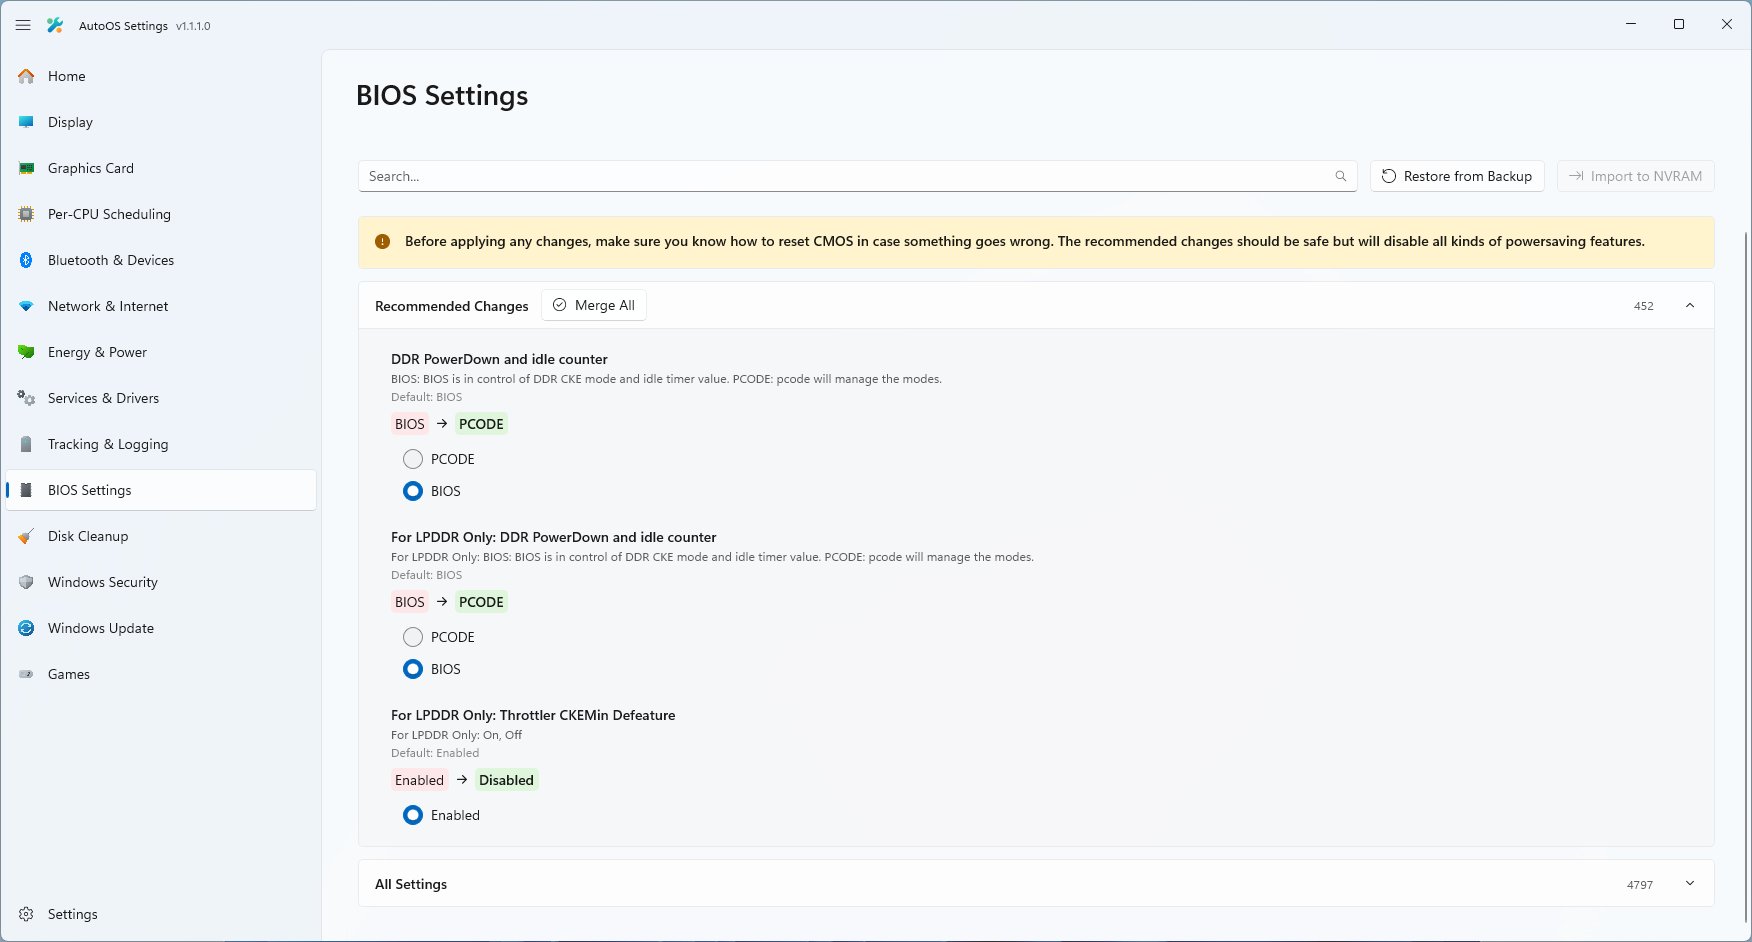 AutoOS Settings v1.1.1.0
Home
Display
Graphics Card
Per-CPU Scheduling
Bluetooth & Devices
Network & Internet
Energy & Power
Services & Drivers
Tracking & Logging
BIOS Settings
Disk Cleanup
Windows Security
Windows Update
Games
Settings
BIOS Settings
Search...
Restore from Backup
Import to NVRAM
Before applying any changes, make sure you know how to reset CMOS in case something goes wrong. The recommended changes should be safe but will disable all kinds of powersaving features.
Recommended Changes Merge All 452
DDR PowerDown and idle counter
BIOS: BIOS is in control of DDR CKE mode and idle timer value. PCODE: pcode will manage the modes.
Default: BIOS
BIOS → PCODE
PCODE
BIOS
For LPDDR Only: DDR PowerDown and idle counter
For LPDDR Only: BIOS: BIOS is in control of DDR CKE mode and idle timer value. PCODE: pcode will manage the modes.
Default: BIOS
BIOS → PCODE
PCODE
BIOS
For LPDDR Only: Throttler CKEMin Defeature
For LPDDR Only: On, Off
Default: Enabled
Enabled → Disabled
Enabled
All Settings 4797